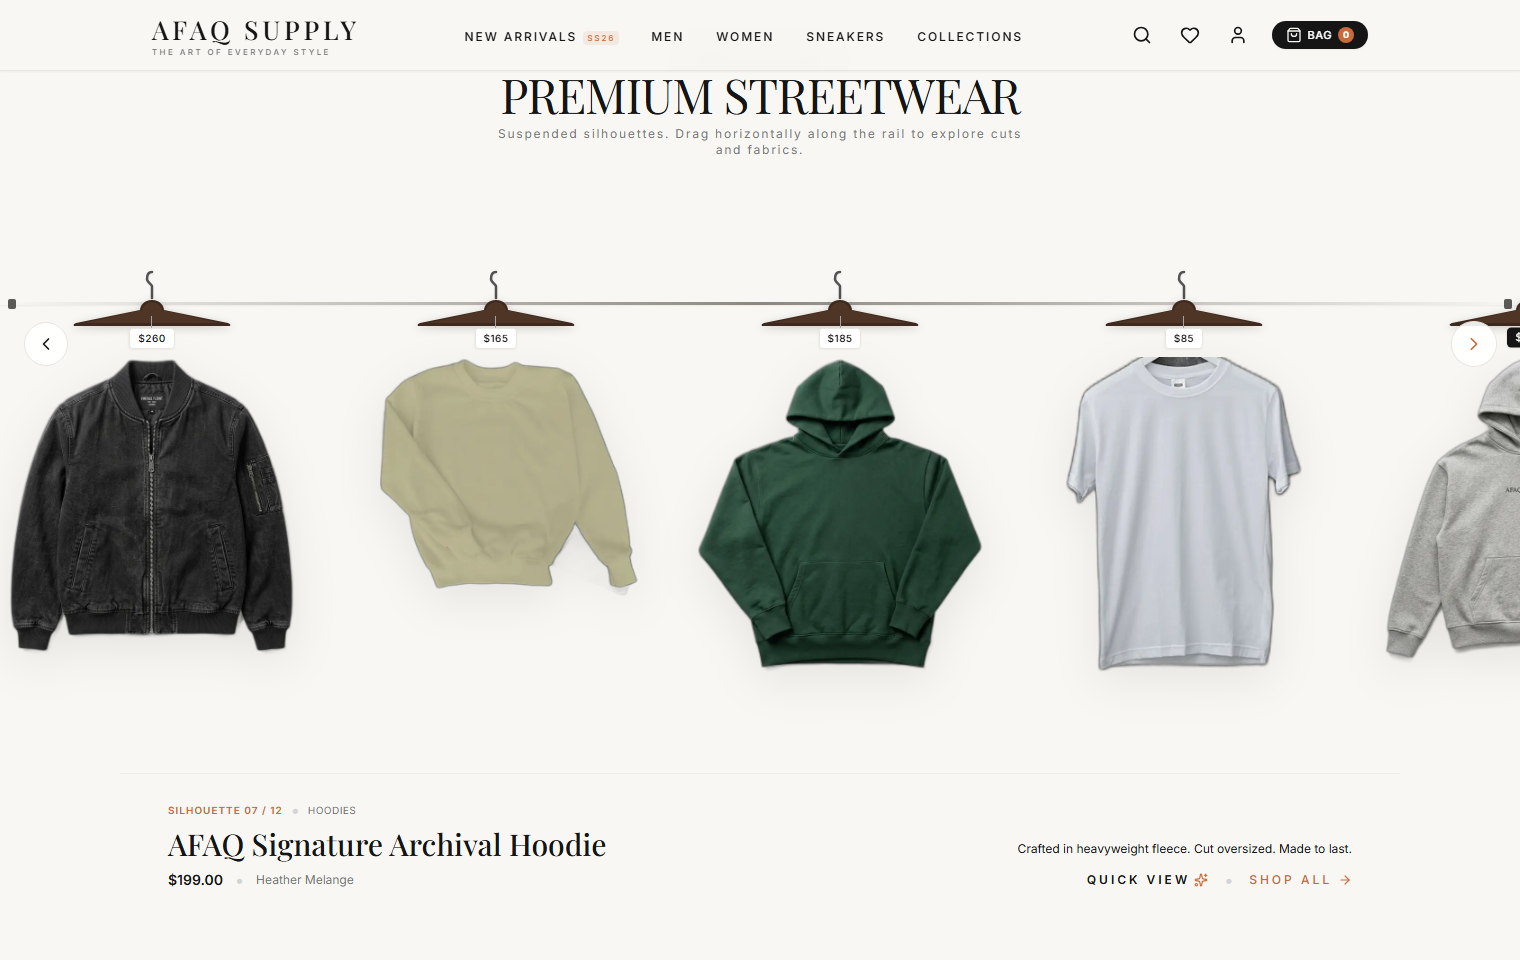 AFAQ SUPPLY
THE ART OF EVERYDAY STYLE
NEW ARRIVALS SS26 MEN WOMEN SNEAKERS COLLECTIONS
BAG 0
PREMIUM STREETWEAR
Suspended silhouettes. Drag horizontally along the rail to explore cuts
and fabrics.
$260 $165 $185 $85
SILHOUETTE 07 / 12 HOODIES
AFAQ Signature Archival Hoodie
$199.00 Heather Melange
Crafted in heavyweight fleece. Cut oversized. Made to last.
QUICK VIEW SHOP ALL